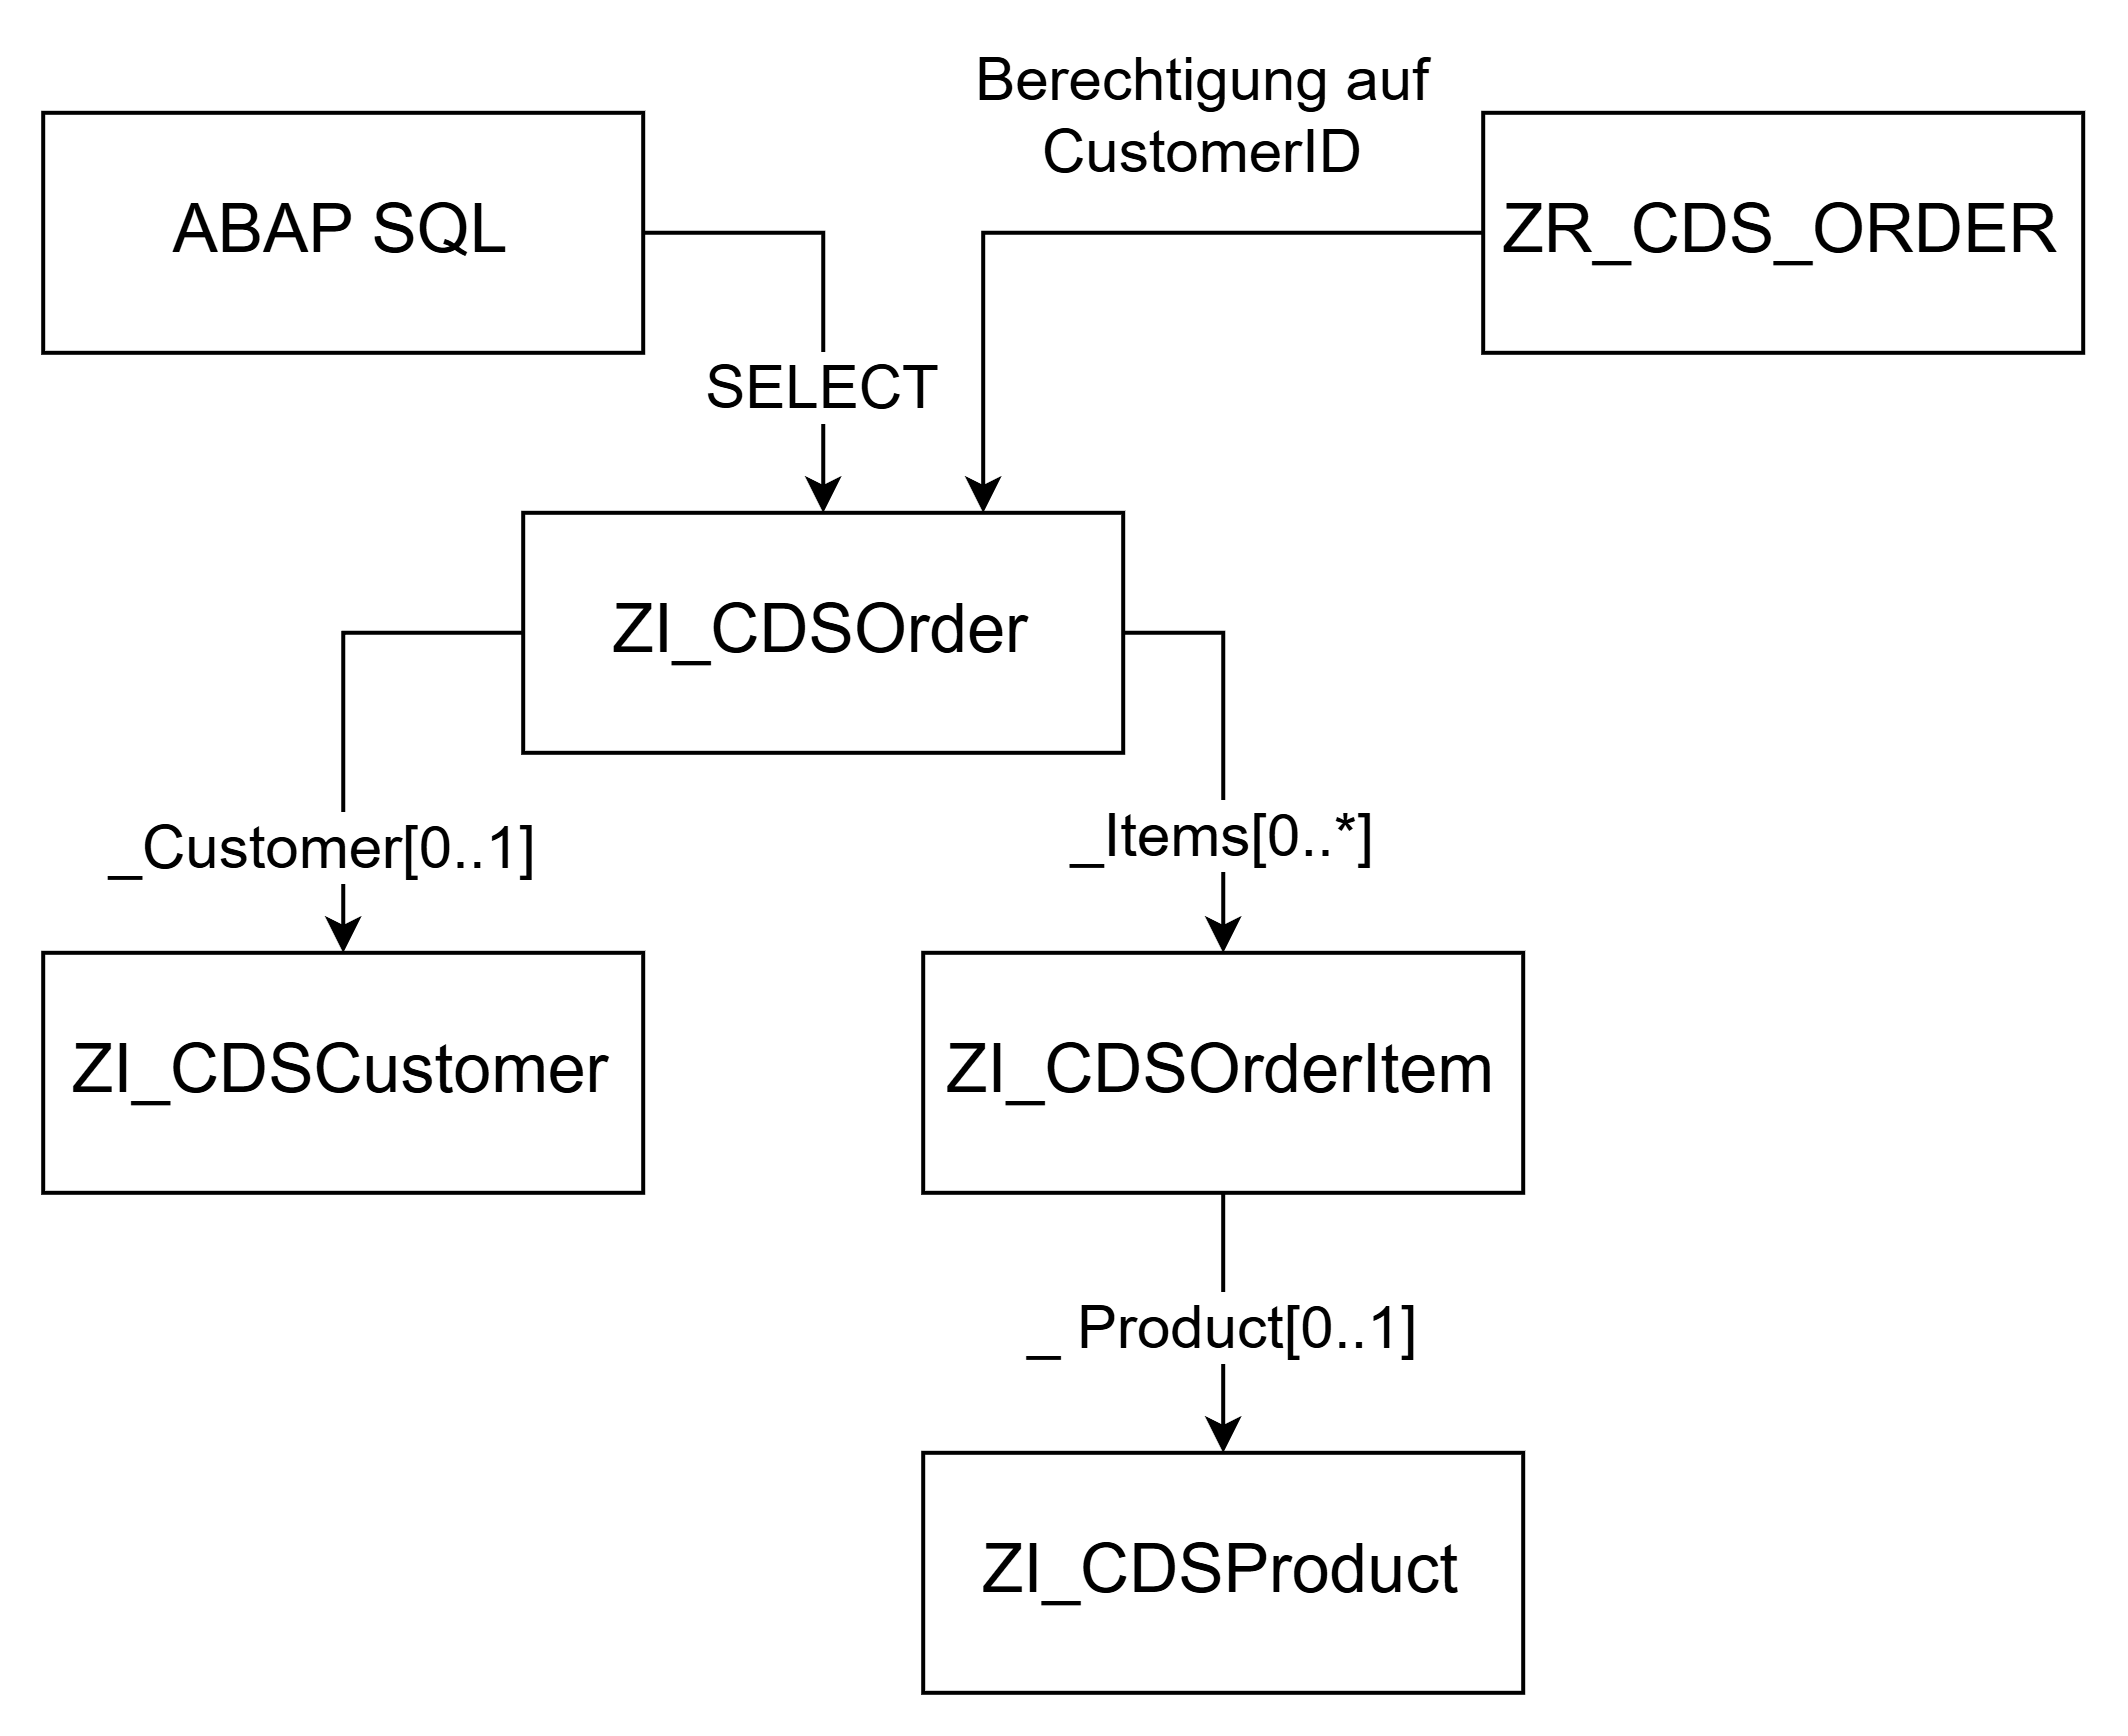 Berechtigung auf
CustomerID
ABAP SQL
ZR_CDS_ORDER
SELECT
ZI_CDSOrder
_Customer[0..1]
_Items[0..*]
ZI_CDSCustomer
ZI_CDSOrderItem
_ Product[0..1]
ZI_CDSProduct